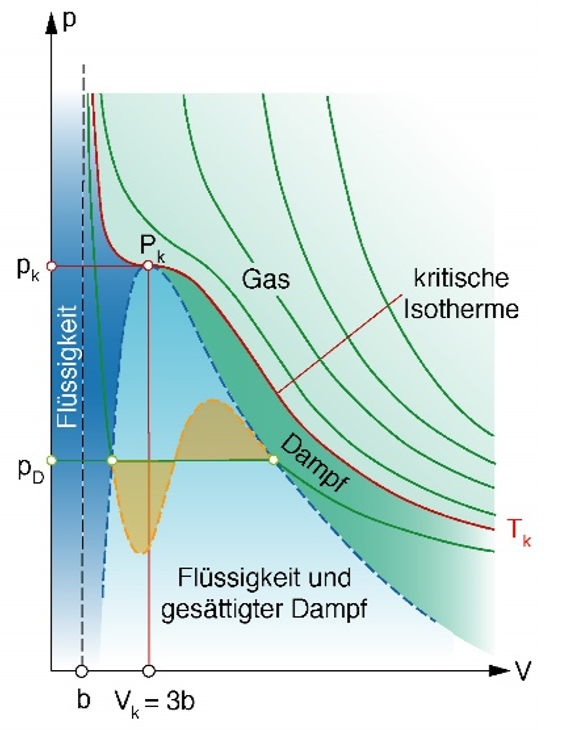 p
P_k
p_k
Gas
kritische
Isotherme
Flüssigkeit
Dampf
p_D
T_k
Flüssigkeit und
gesättigter Dampf
V
b
V_k = 3b